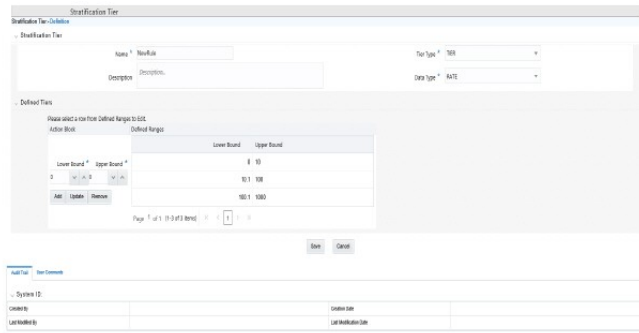 Stratification Tier
Stratification Tier>Definition
Stratification Tier
Name * NewRule
Tier Type * TIER
Description Description...
Data Type * RATE
Defined Tiers
Please select a row from Defined Ranges to Edit.
Action Block
Defined Ranges
Lower Bound Upper Bound
Lower Bound * Upper Bound *
0 10
0 0
10.1 100
Add Update Remove
100.1 1000
Page 1 of 1 (1-3 of 3 items) 1
Save Cancel
Audit Trail User Comments
System ID:
Created By Creation Date
Last Modified By Last Modification Date